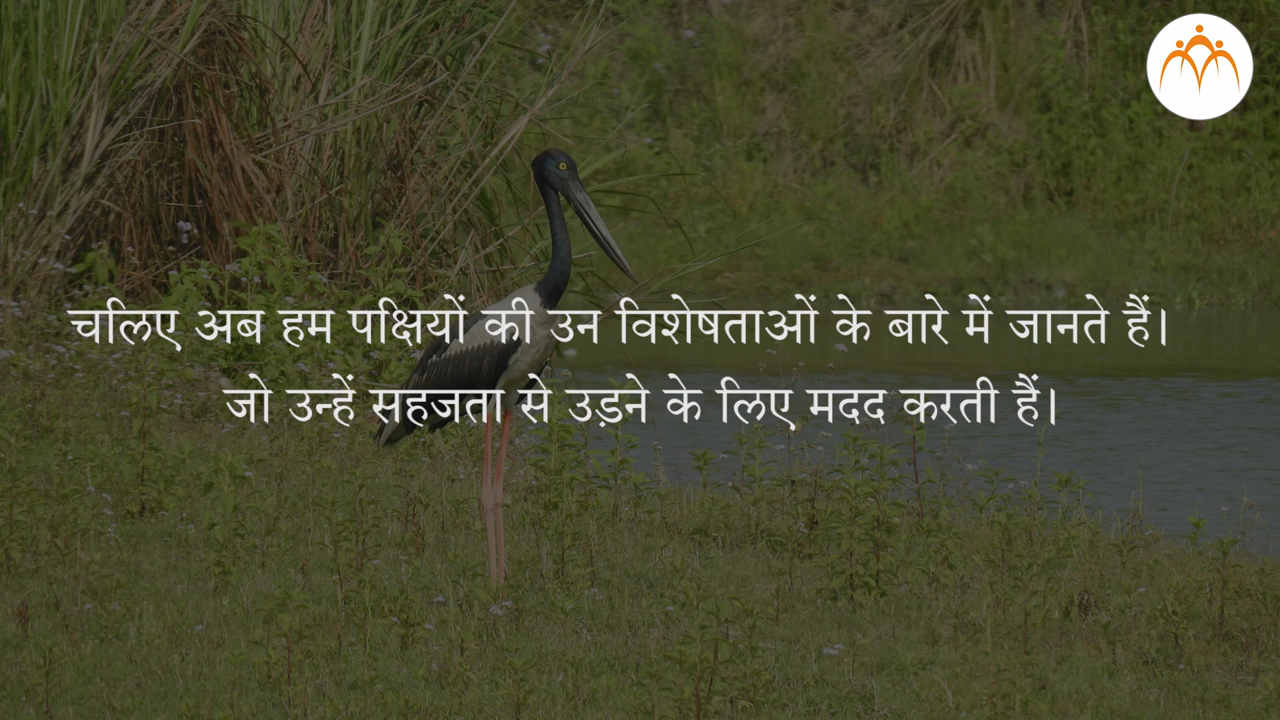 चलिए अब हम पक्षियों की उन विशेषताओं के बारे में जानते हैं।
जो उन्हें सहजता से उड़ने के लिए मदद करती हैं।